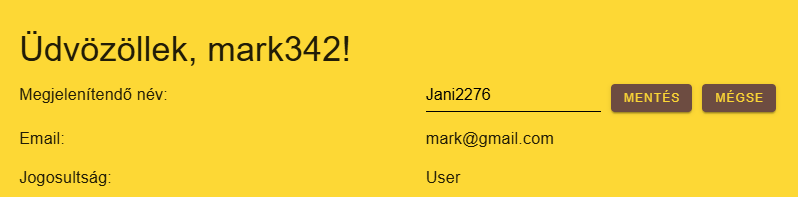 Üdvözöllek, mark342!
Megjelenítendő név: Jani2276 MENTÉS MÉGSE
Email: mark@gmail.com
Jogosultság: User